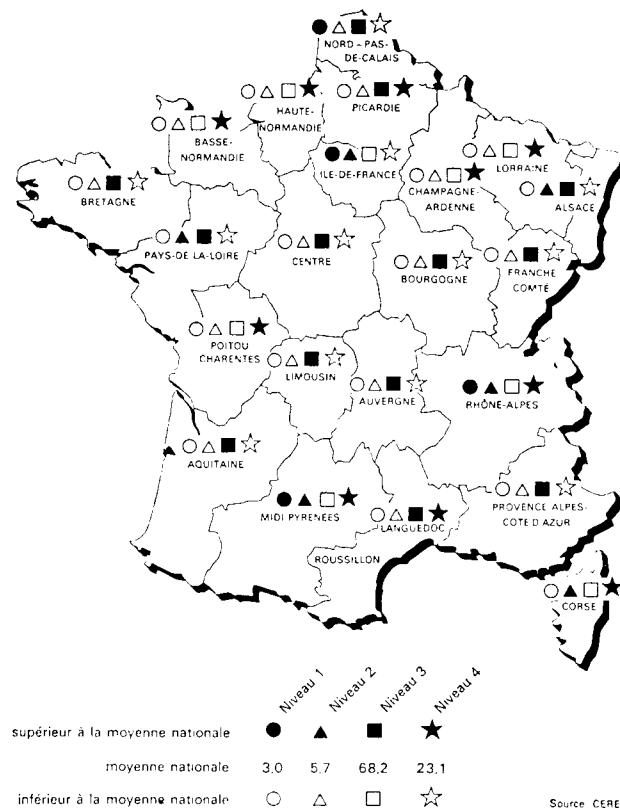 NORD-PAS-
DE-CALAIS
HAUTE-
NORMANDIE
PICARDIE
BASSE-
NORMANDIE
ILE-DE-FRANCE
LORRAINE
CHAMPAGNE-
ARDENNE
ALSACE
BRETAGNE
PAYS-DE-LA-LOIRE
CENTRE
BOURGOGNE
FRANCHE
COMTÉ
POITOU
CHARENTES
LIMOUSIN
AUVERGNE
RHÔNE-ALPES
AQUITAINE
MIDI PYRENÉES
LANGUEDOC
ROUSSILLON
PROVENCE ALPES-
COTE D'AZUR
CORSE
Niveau 1 Niveau 2 Niveau 3 Niveau 4
supérieur à la moyenne nationale
moyenne nationale 3,0 5,7 68,2 23,1
inférieur à la moyenne nationale
Source CERE